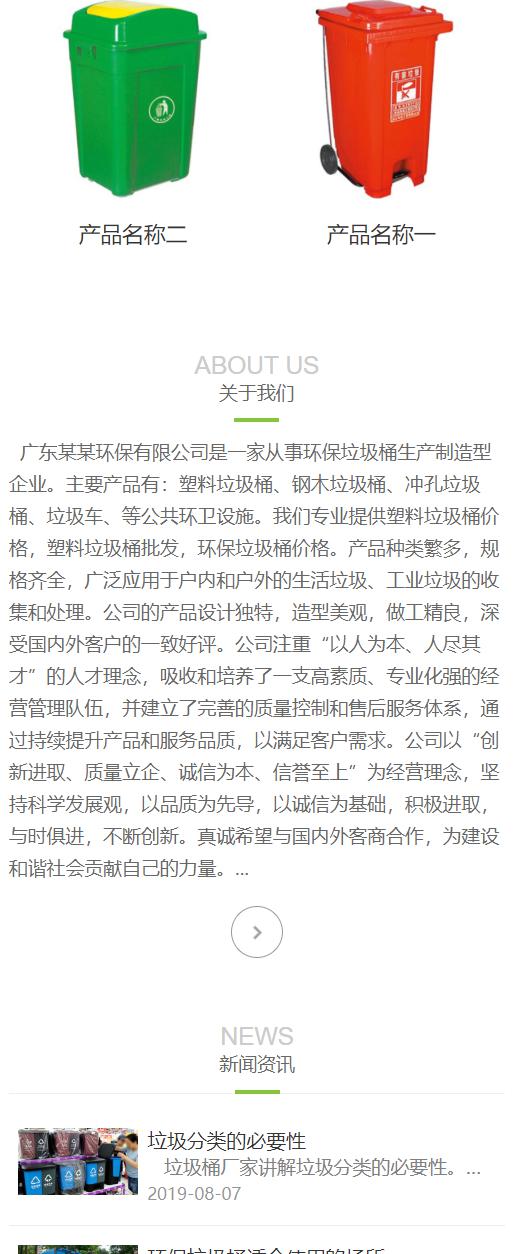 有害垃圾
产品名称二
产品名称一
ABOUT US
关于我们
广东某某环保有限公司是一家从事环保垃圾桶生产制造型
企业。主要产品有：塑料垃圾桶、钢木垃圾桶、冲孔垃圾
桶、垃圾车、等公共环卫设施。我们专业提供塑料垃圾桶价
格，塑料垃圾桶批发，环保垃圾桶价格。产品种类繁多，规
格齐全，广泛应用于户内和户外的生活垃圾、工业垃圾的收
集和处理。公司的产品设计独特，造型美观，做工精良，深
受国内外客户的一致好评。公司注重“以人为本、人尽其
才”的人才理念，吸收和培养了一支高素质、专业化强的经
营管理队伍，并建立了完善的质量控制和售后服务体系，通
过持续提升产品和服务品质，以满足客户需求。公司以“创
新进取、质量立企、诚信为本、信誉至上”为经营理念，坚
持科学发展观，以品质为先导，以诚信为基础，积极进取，
与时俱进，不断创新。真诚希望与国内外客商合作，为建设
和谐社会贡献自己的力量。...
NEWS
新闻资讯
垃圾分类的必要性
垃圾桶厂家讲解垃圾分类的必要性。...
2019-08-07
环保垃圾桶适合使用的场所